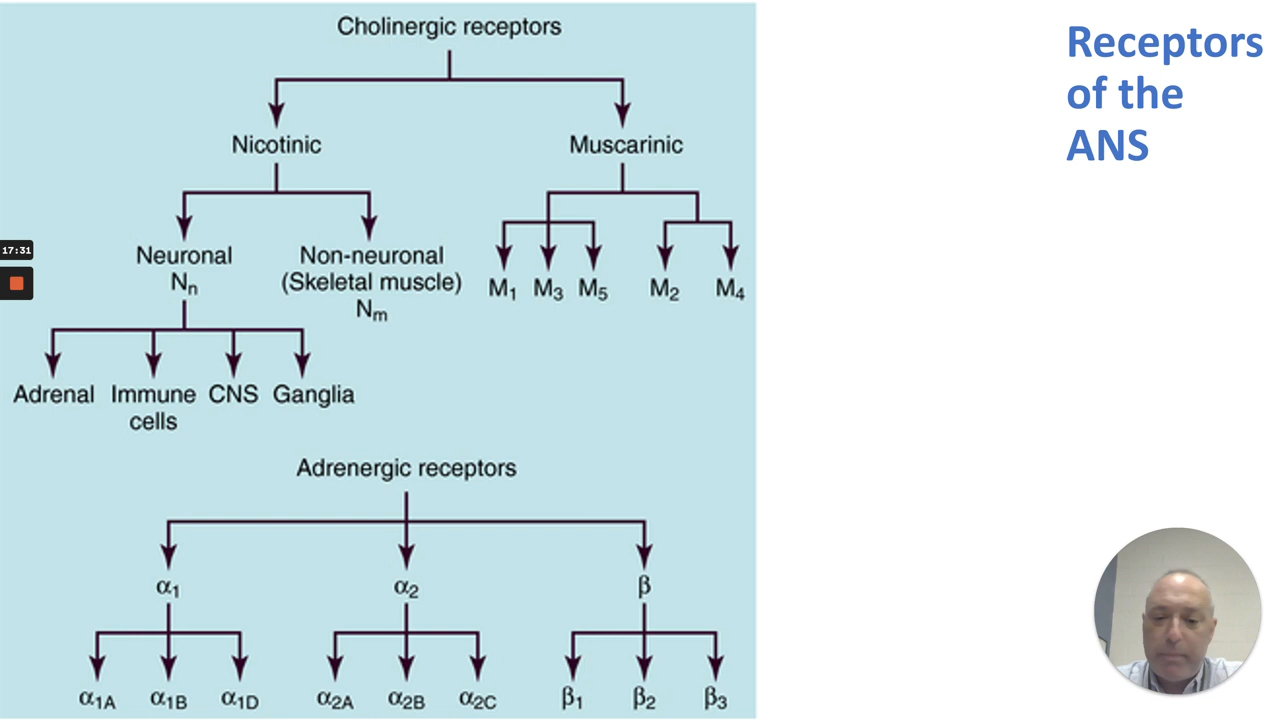 Cholinergic receptors
Receptors
of the
ANS
Nicotinic
Muscarinic
Neuronal
Nn
Non-neuronal
(Skeletal muscle)
Nm
M1 M3 M5 M2 M4
17:31
Adrenal
Immune
cells
CNS
Ganglia
Adrenergic receptors
α1
α2
β
α1A α1B α1D α2A α2B α2C β1 β2 β3